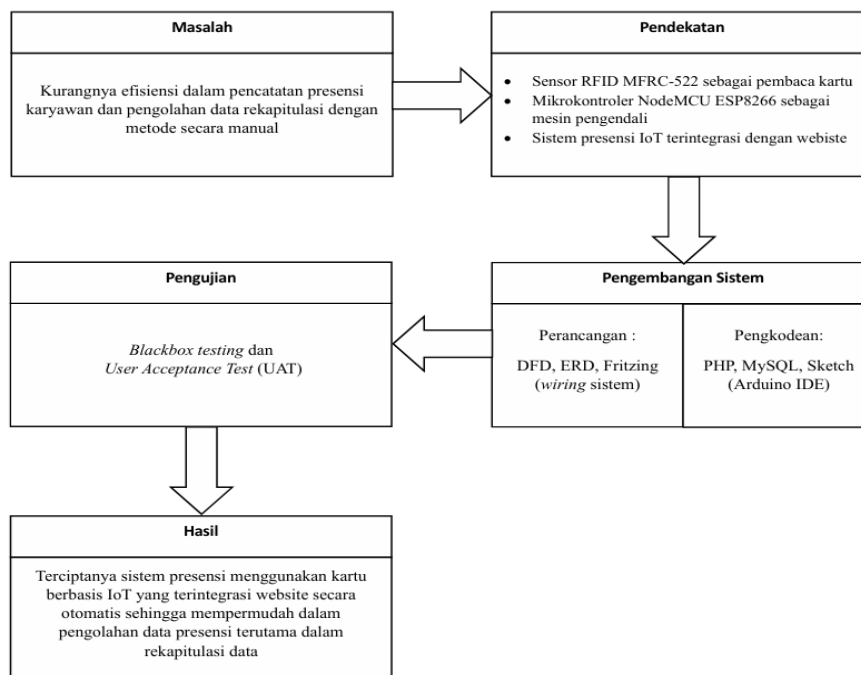 Masalah
Kurangnya efisiensi dalam pencatatan presensi
karyawan dan pengolahan data rekapitulasi dengan
metode secara manual
Pendekatan
• Sensor RFID MFRC-522 sebagai pembaca kartu
• Mikrokontroler NodeMCU ESP8266 sebagai
mesin pengendali
• Sistem presensi IoT terintegrasi dengan webiste
Pengembangan Sistem
Perancangan :
DFD, ERD, Fritzing
(wiring sistem)
Pengkodean:
PHP, MySQL, Sketch
(Arduino IDE)
Pengujian
Blackbox testing dan
User Acceptance Test (UAT)
Hasil
Terciptanya sistem presensi menggunakan kartu
berbasis IoT yang terintegrasi website secara
otomatis sehingga mempermudah dalam
pengolahan data presensi terutama dalam
rekapitulasi data